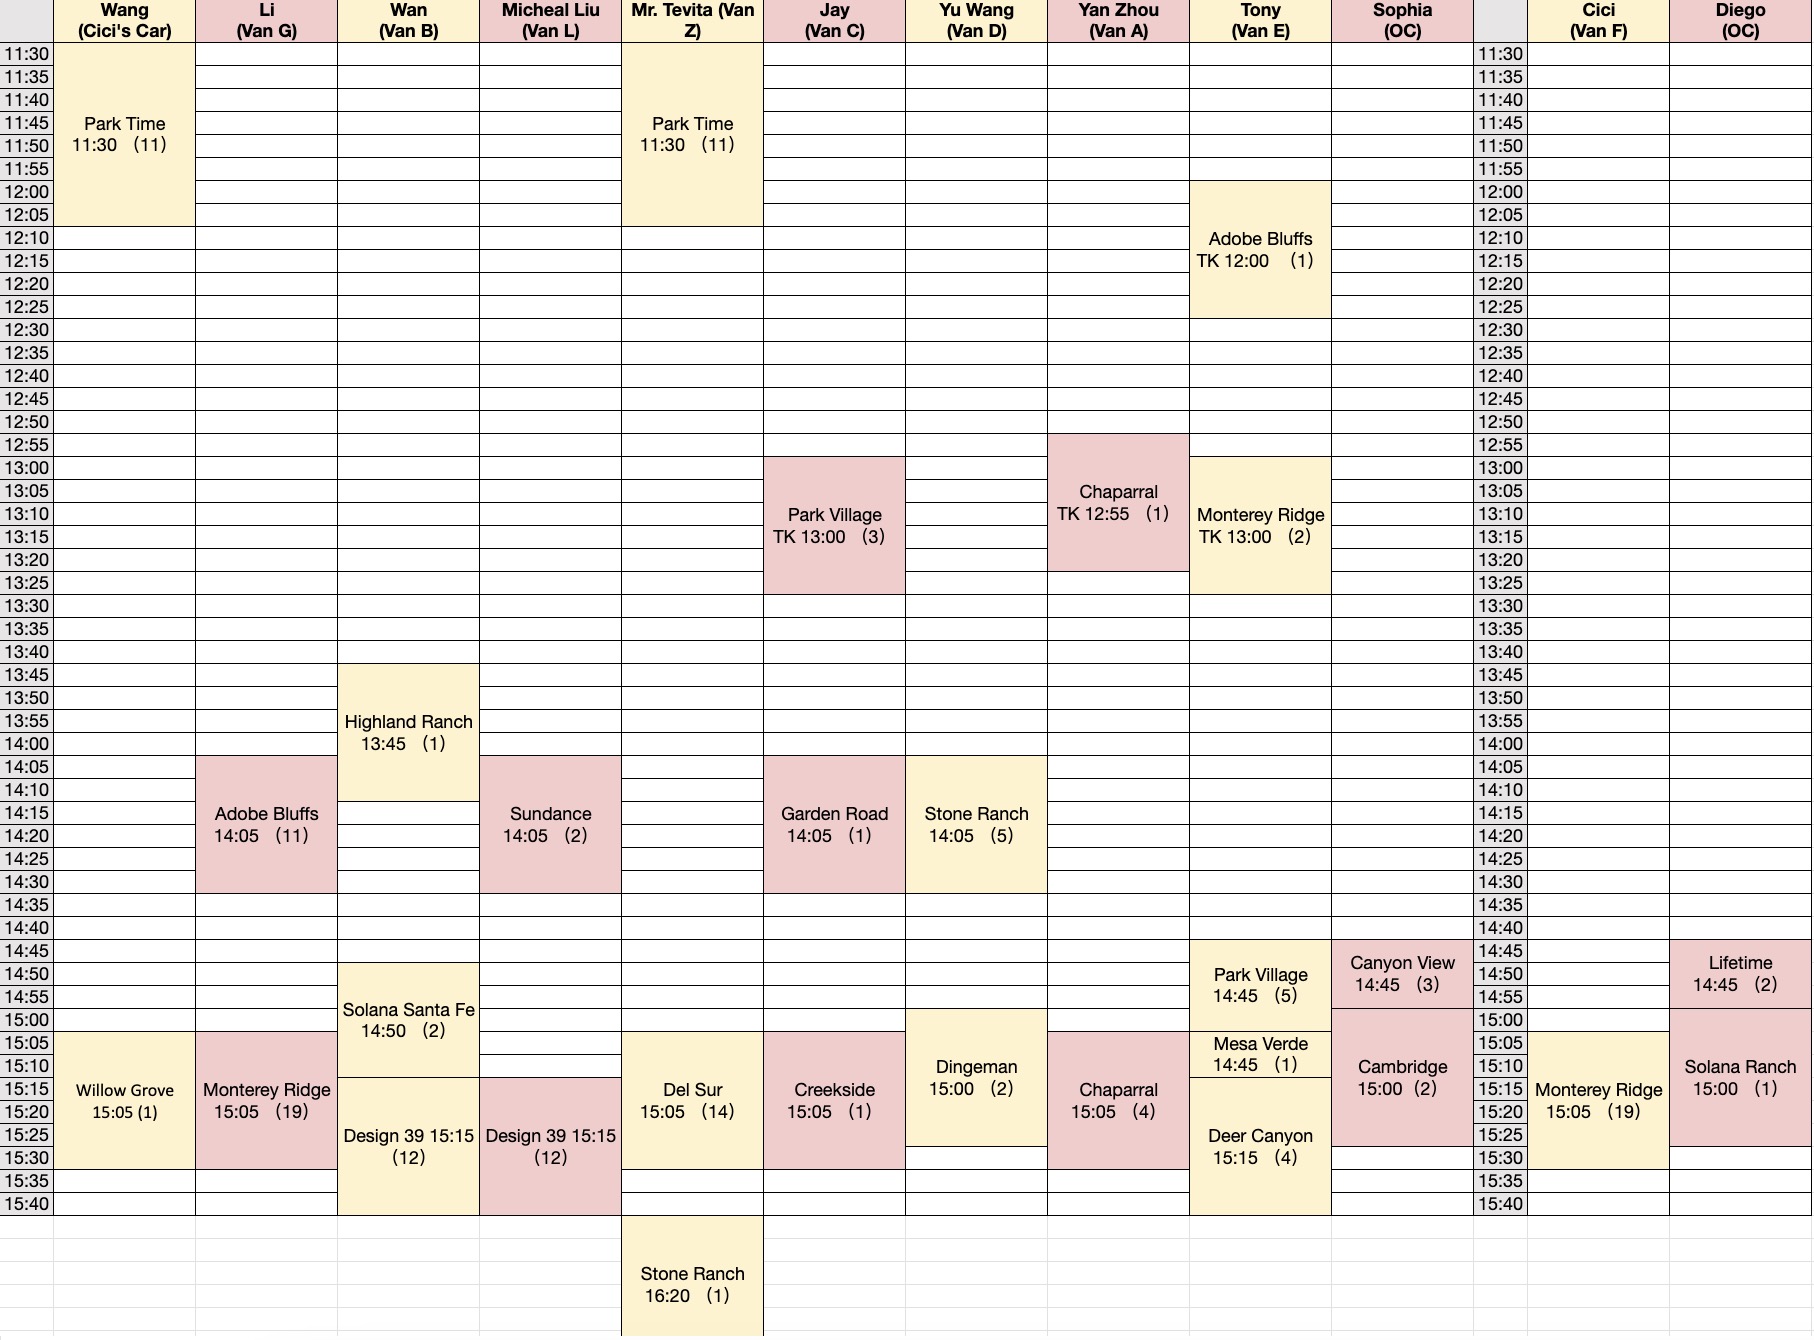 Wang
(Cici's Car)
Li
(Van G)
Wan
(Van B)
Micheal Liu
(Van L)
Mr. Tevita (Van
Z)
Jay
(Van C)
Yu Wang
(Van D)
Yan Zhou
(Van A)
Tony
(Van E)
Sophia
(OC)
Cici
(Van F)
Diego
(OC)
11:30 11:30
11:35 11:35
11:40 11:40
11:45 11:45
Park Time
11:30 (11)
Park Time
11:30 (11)
11:50 11:50
11:55 11:55
12:00 12:00
12:05 12:05
12:10 12:10
Adobe Bluffs
TK 12:00 (1)
12:15 12:15
12:20 12:20
12:25 12:25
12:30 12:30
12:35 12:35
12:40 12:40
12:45 12:45
12:50 12:50
12:55 12:55
13:00 13:00
13:05 13:05
Chaparral
TK 12:55 (1)
13:10 13:10
Park Village
TK 13:00 (3)
Monterey Ridge
TK 13:00 (2)
13:15 13:15
13:20 13:20
13:25 13:25
13:30 13:30
13:35 13:35
13:40 13:40
13:45 13:45
13:50 13:50
13:55 13:55
Highland Ranch
13:45 (1)
14:00 14:00
14:05 14:05
14:10 14:10
14:15 14:15
Adobe Bluffs
14:05 (11)
Sundance
14:05 (2)
Garden Road
14:05 (1)
Stone Ranch
14:05 (5)
14:20 14:20
14:25 14:25
14:30 14:30
14:35 14:35
14:40 14:40
14:45 14:45
Canyon View
14:45 (3)
Lifetime
14:45 (2)
14:50 14:50
Park Village
14:45 (5)
14:55 14:55
15:00 15:00
Solana Santa Fe
14:50 (2)
15:05 15:05
Mesa Verde
14:45 (1)
15:10 15:10
Dingeman
15:00 (2)
Cambridge
15:00 (2)
Solana Ranch
15:00 (1)
15:15 15:15
Willow Grove
15:05 (1)
Monterey Ridge
15:05 (19)
Del Sur
15:05 (14)
Creekside
15:05 (1)
Chaparral
15:05 (4)
Monterey Ridge
15:05 (19)
15:20 15:20
15:25 15:25
Design 39 15:15
(12)
Design 39 15:15
(12)
Deer Canyon
15:15 (4)
15:30 15:30
15:35 15:35
15:40 15:40
Stone Ranch
16:20 (1)